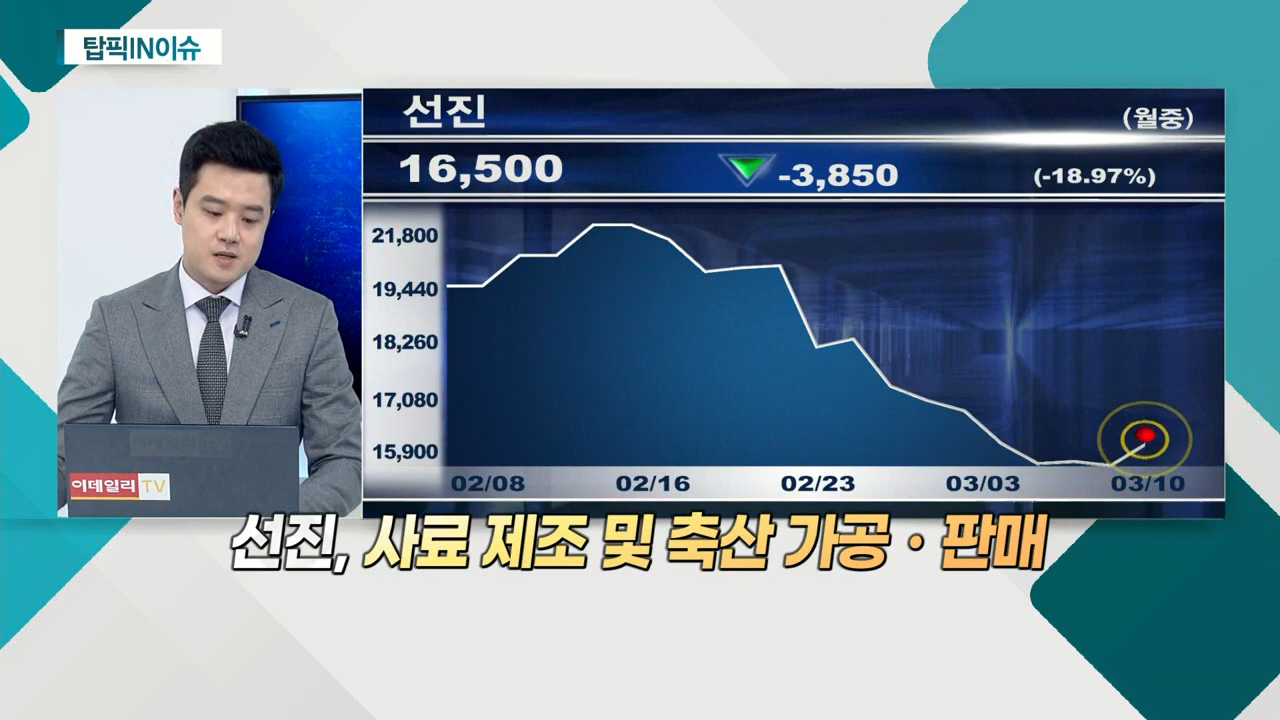 탑픽IN이슈
선진
(월중)
16,500
-3,850
(-18.97%)
21,800
19,440
18,260
17,080
15,900
02/08
02/16
02/23
03/03
03/10
이데일리TV
선진, 사료 제조 및 축산 가공·판매